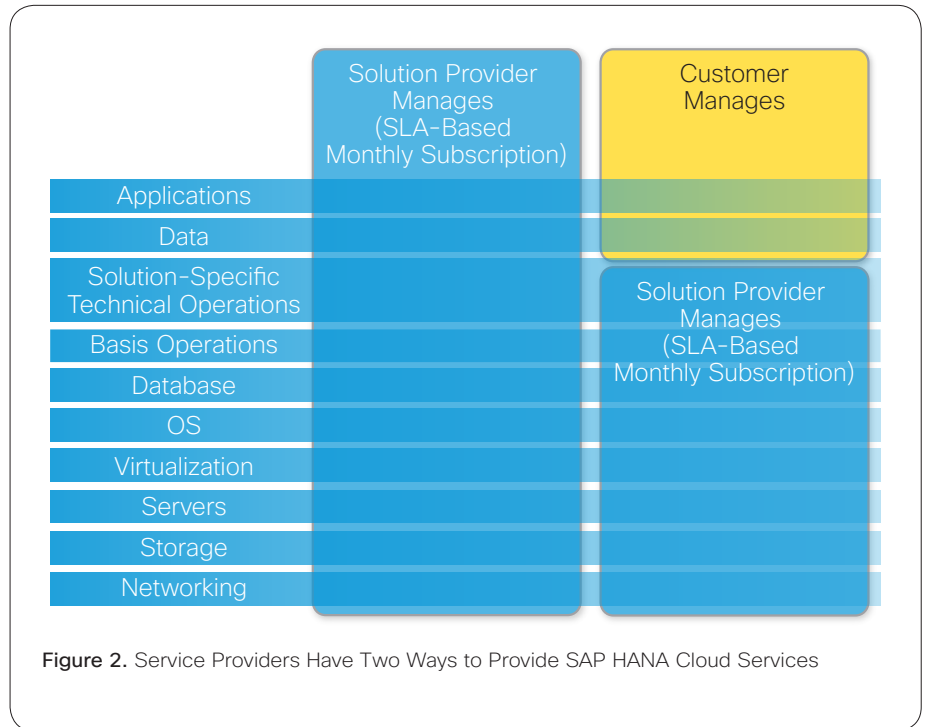 Solution Provider
Manages
(SLA-Based
Monthly Subscription)
Customer
Manages
Applications
Data
Solution-Specific
Technical Operations
Basis Operations
Database
OS
Virtualization
Servers
Storage
Networking
Solution Provider
Manages
(SLA-Based
Monthly Subscription)
Figure 2. Service Providers Have Two Ways to Provide SAP HANA Cloud Services